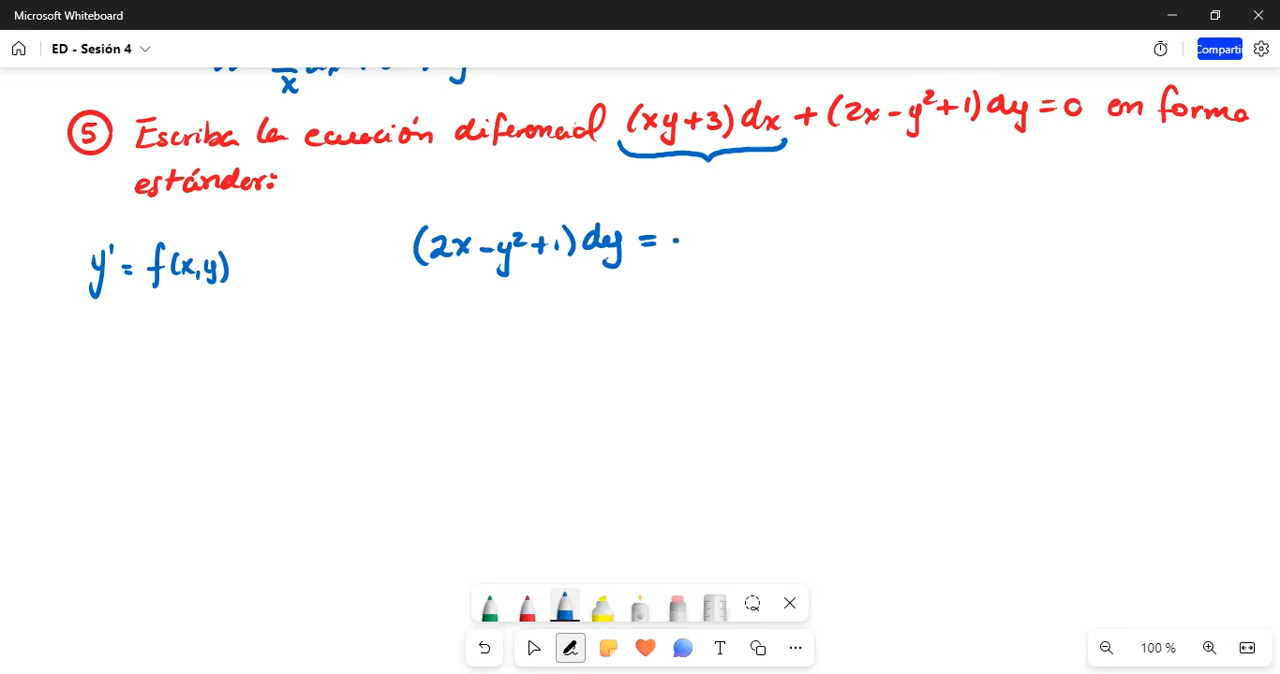 Microsoft Whiteboard
ED - Sesión 4
Compartir
x
⑤ Escriba la ecuación diferencial (xy+3)dx + (2x-y²+1)dy = 0 en forma
estándar:
(2x-y²+1)dy =
y' = f(x,y)
T
100 %